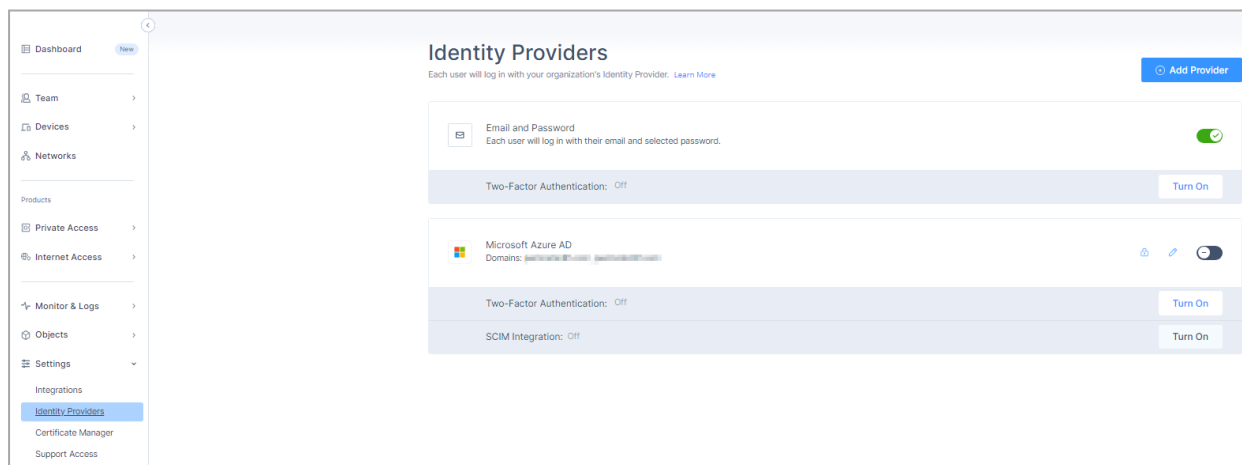 Dashboard New
Team
Devices
Networks
Products
Private Access
Internet Access
Monitor & Logs
Objects
Settings
Integrations
Identity Providers
Certificate Manager
Support Access
Identity Providers
Each user will log in with your organization's Identity Provider. Learn More
Add Provider
Email and Password
Each user will log in with their email and selected password.
Two-Factor Authentication: Off
Turn On
Microsoft Azure AD
Domains:
Two-Factor Authentication: Off
Turn On
SCIM Integration: Off
Turn On